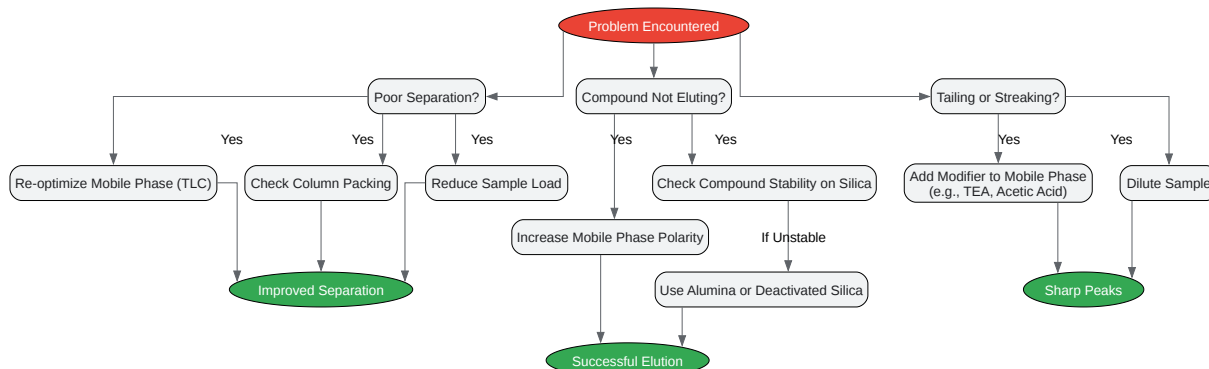 Problem Encountered
Poor Separation?
Compound Not Eluting?
Tailing or Streaking?
Yes
Yes
Yes
Yes
Yes
Yes
Yes
Re-optimize Mobile Phase (TLC)
Check Column Packing
Reduce Sample Load
Check Compound Stability on Silica
Add Modifier to Mobile Phase
(e.g., TEA, Acetic Acid)
Dilute Sample
Increase Mobile Phase Polarity
If Unstable
Improved Separation
Use Alumina or Deactivated Silica
Sharp Peaks
Successful Elution